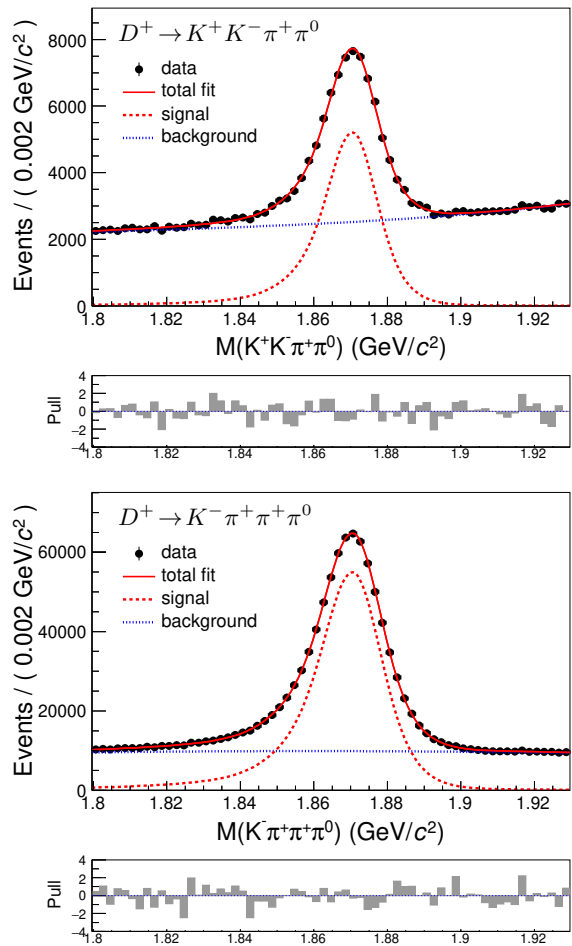 D⁺ → K⁺K⁻π⁺π⁰
data
total fit
signal
background
Events / ( 0.002 GeV/c² )
8000
6000
4000
2000
0
1.8 1.82 1.84 1.86 1.88 1.9 1.92
M(K⁺K⁻π⁺π⁰) (GeV/c²)
Pull
4
2
0
−2
−4
1.8 1.82 1.84 1.86 1.88 1.9 1.92
D⁺ → K⁻π⁺π⁺π⁰
data
total fit
signal
background
Events / ( 0.002 GeV/c² )
60000
40000
20000
0
1.8 1.82 1.84 1.86 1.88 1.9 1.92
M(K⁻π⁺π⁺π⁰) (GeV/c²)
Pull
4
2
0
−2
−4
1.8 1.82 1.84 1.86 1.88 1.9 1.92